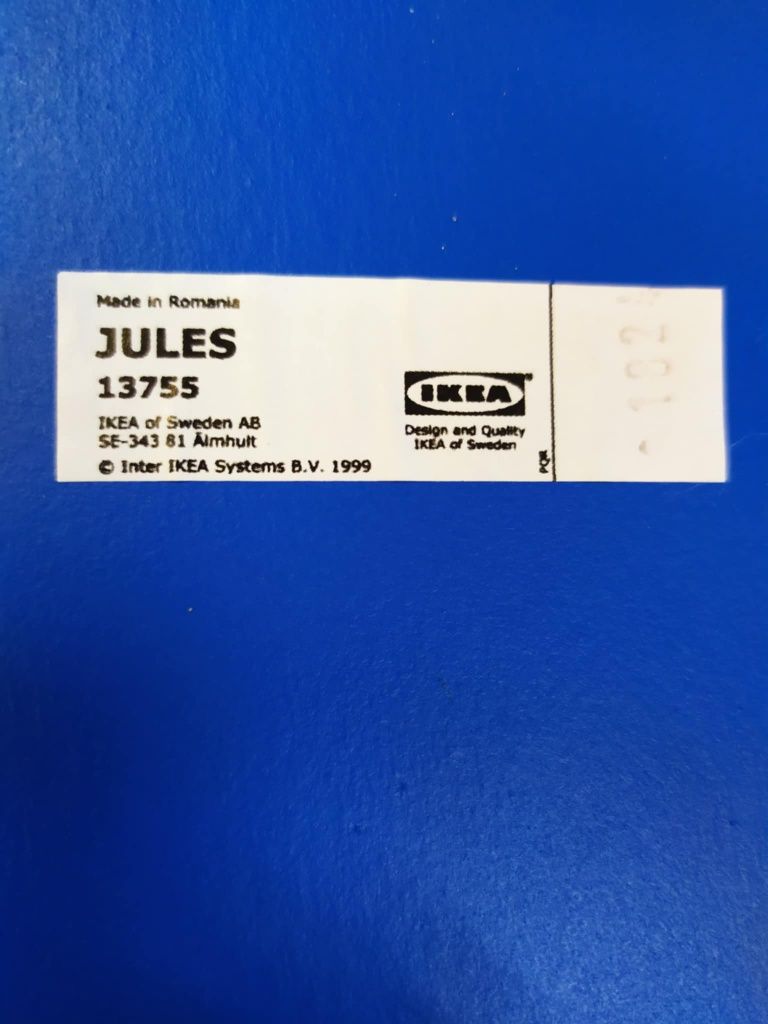 Made in Romania
JULES
13755
IKEA of Sweden AB
SE-343 81 Älmhult
© Inter IKEA Systems B.V. 1999
IKEA®
Design and Quality
IKEA of Sweden